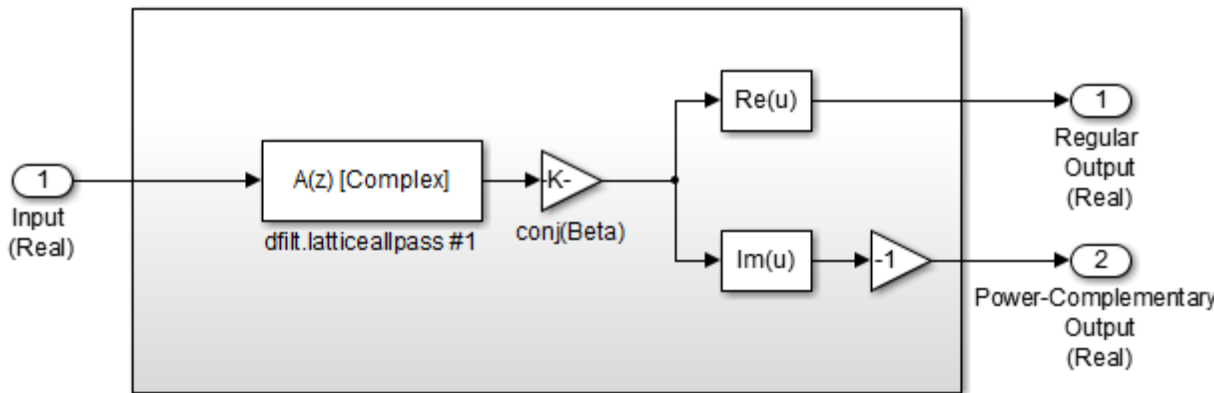 1
Input
(Real)
A(z) [Complex]
dfilt.latticeallpass #1
-K-
conj(Beta)
Re(u)
1
Regular
Output
(Real)
Im(u)
-1
2
Power-Complementary
Output
(Real)